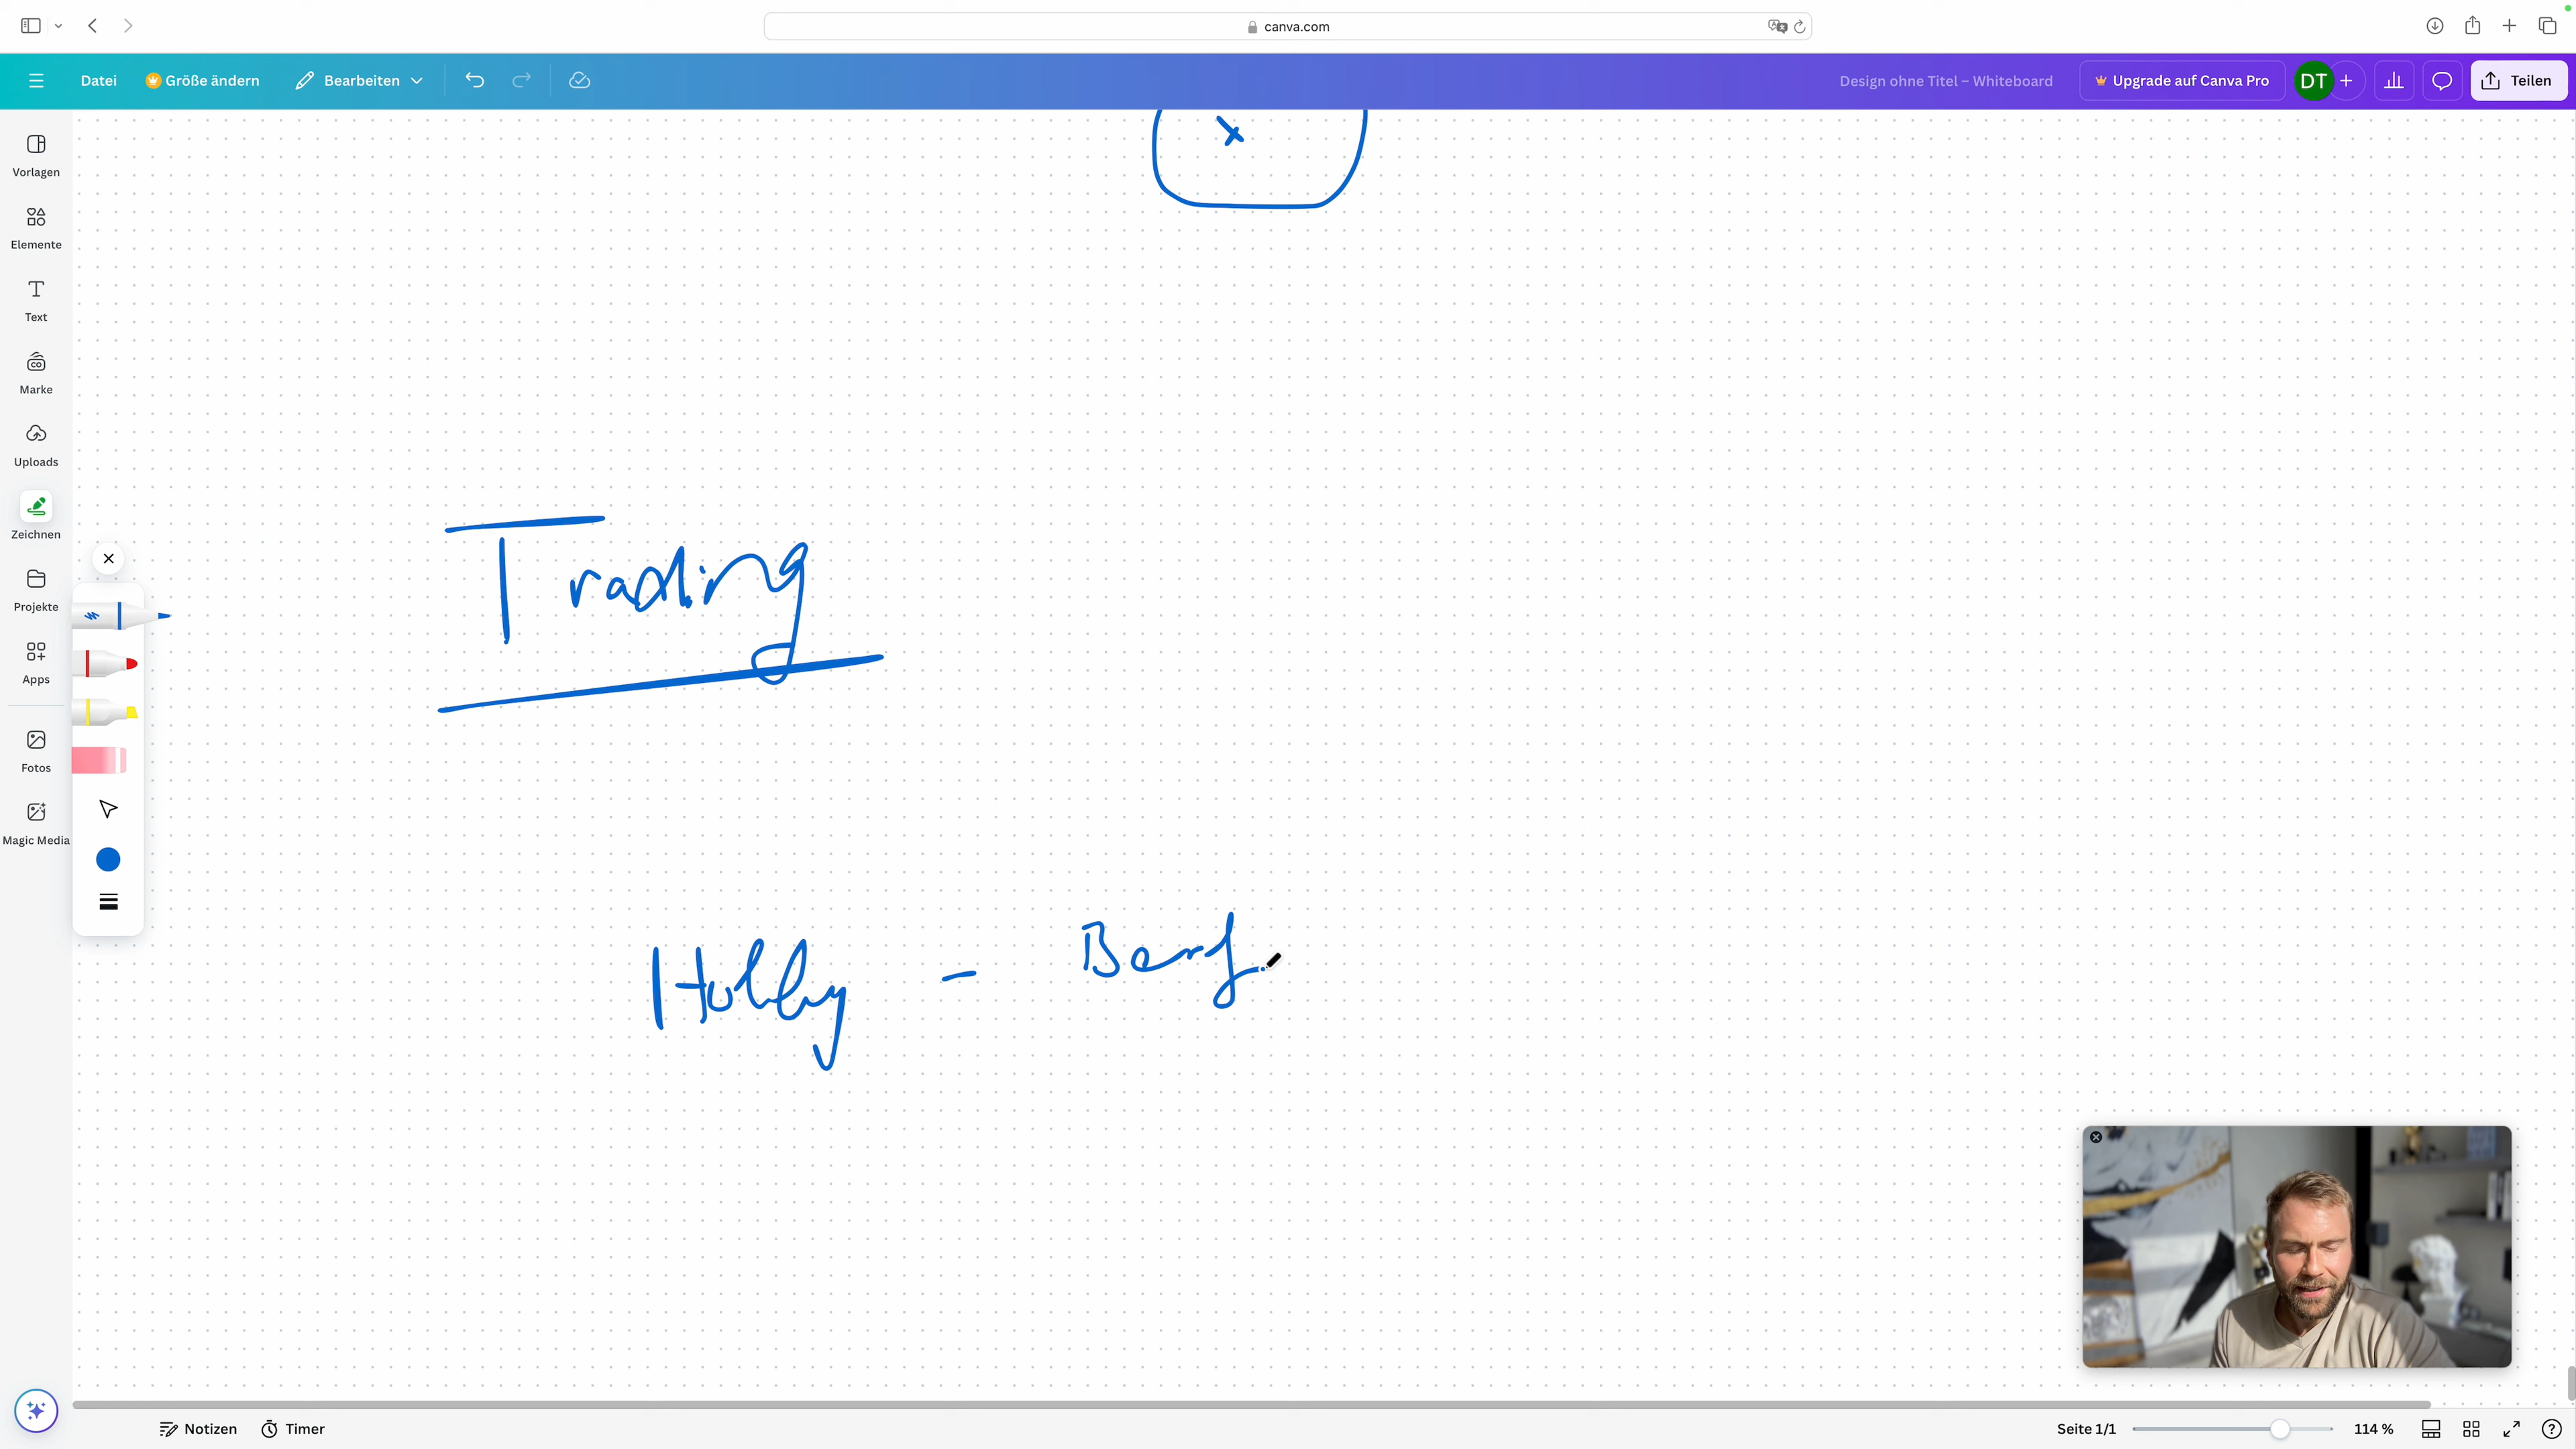 canva.com
Datei Größe ändern Bearbeiten Design ohne Titel – Whiteboard Upgrade auf Canva Pro DT Teilen
Vorlagen
Elemente
Text
CO
Marke
Uploads
Zeichnen
Projekte
Apps
Fotos
Magic Media
x
Trading
Hobby - Beruf
Notizen Timer Seite 1/1 114 %